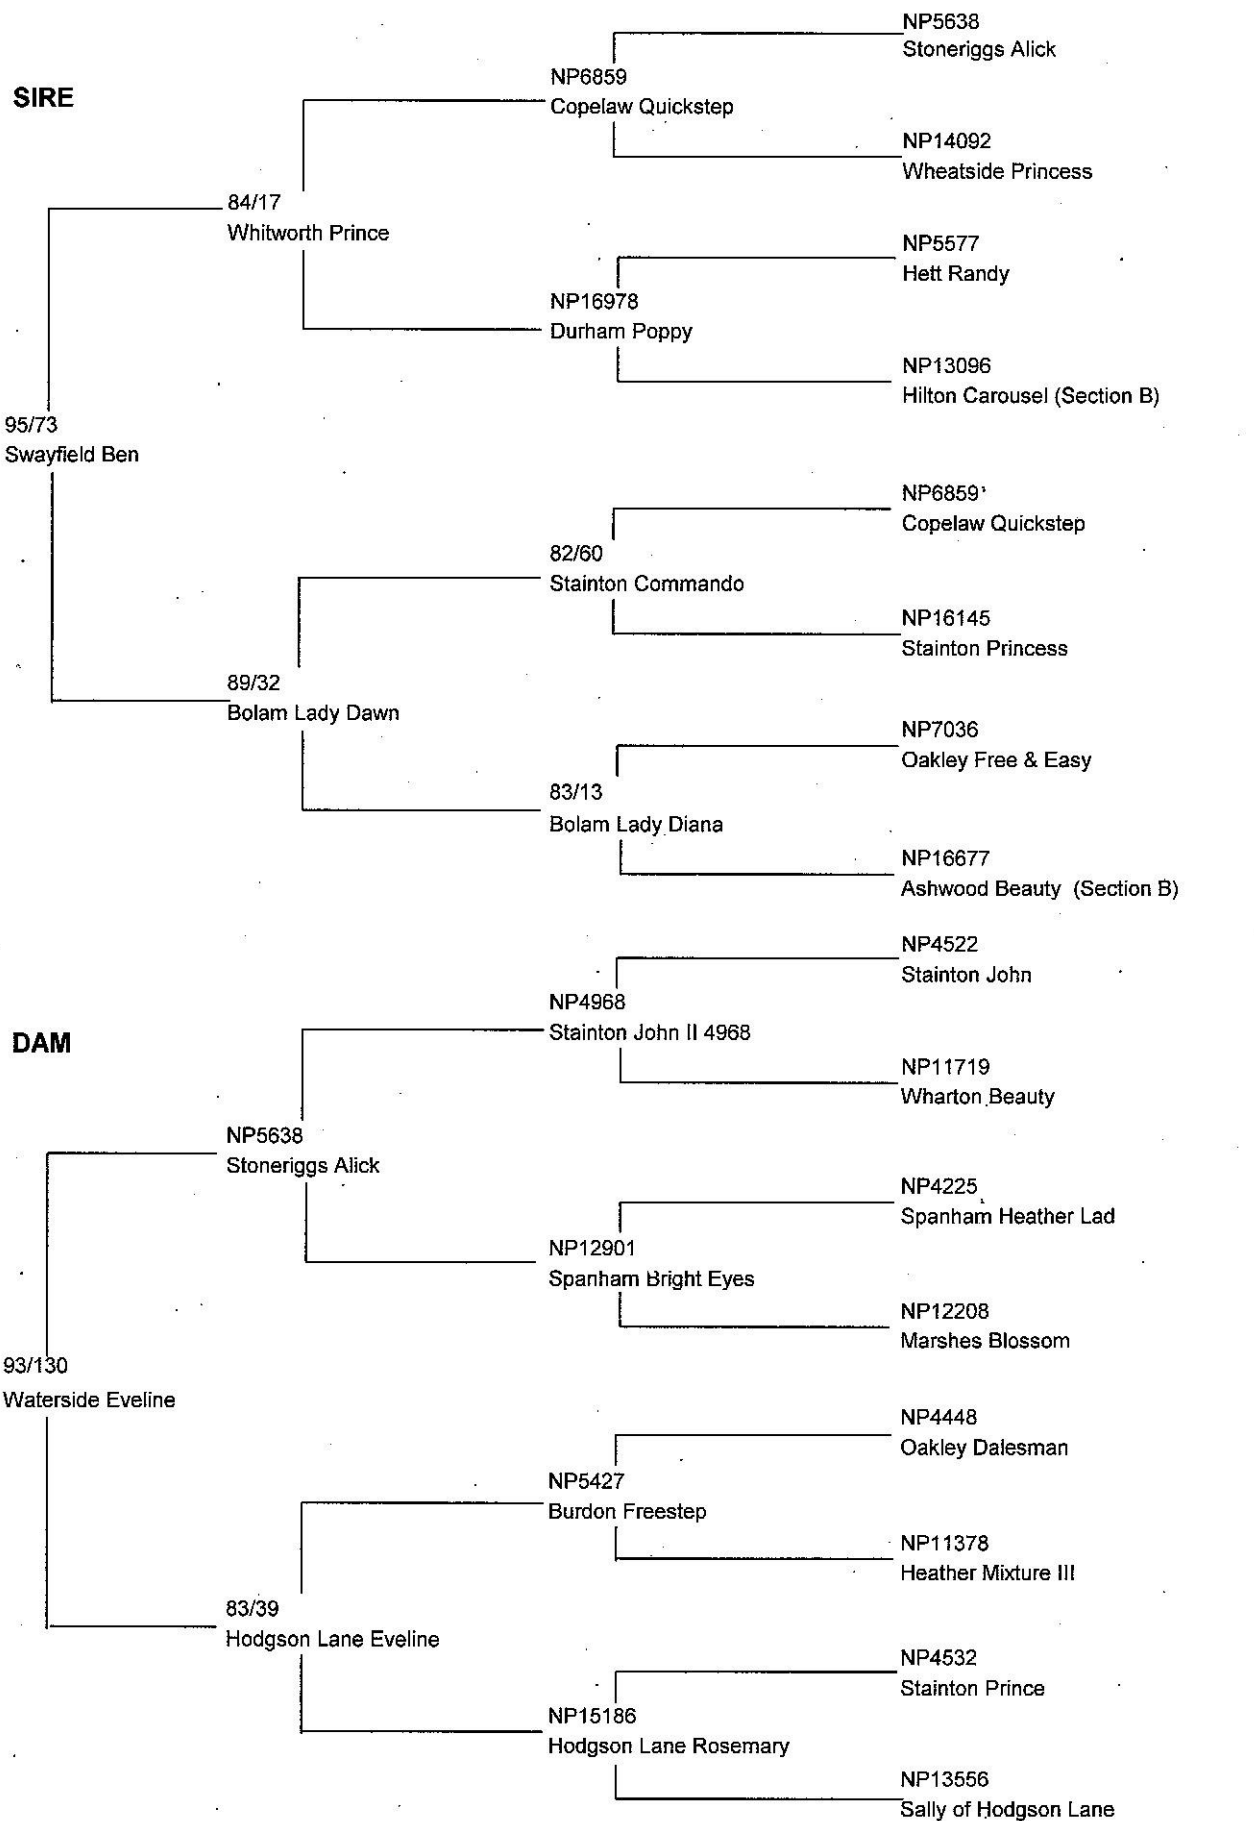 NP5638
Stoneriggs Alick
NP6859
Copelaw Quickstep
SIRE
NP14092
Wheatside Princess
84/17
Whitworth Prince
NP5577
Hett Randy
NP16978
Durham Poppy
NP13096
Hilton Carousel (Section B)
95/73
Swayfield Ben
NP6859
Copelaw Quickstep
82/60
Stainton Commando
NP16145
Stainton Princess
89/32
Bolam Lady Dawn
NP7036
Oakley Free & Easy
83/13
Bolam Lady Diana
NP16677
Ashwood Beauty (Section B)
NP4522
Stainton John
NP4968
Stainton John II 4968
DAM
NP11719
Wharton Beauty
NP5638
Stoneriggs Alick
NP4225
Spanham Heather Lad
NP12901
Spanham Bright Eyes
NP12208
Marshes Blossom
93/130
Waterside Eveline
NP4448
Oakley Dalesman
NP5427
Burdon Freestep
NP11378
Heather Mixture III
83/39
Hodgson Lane Eveline
NP4532
Stainton Prince
NP15186
Hodgson Lane Rosemary
NP13556
Sally of Hodgson Lane